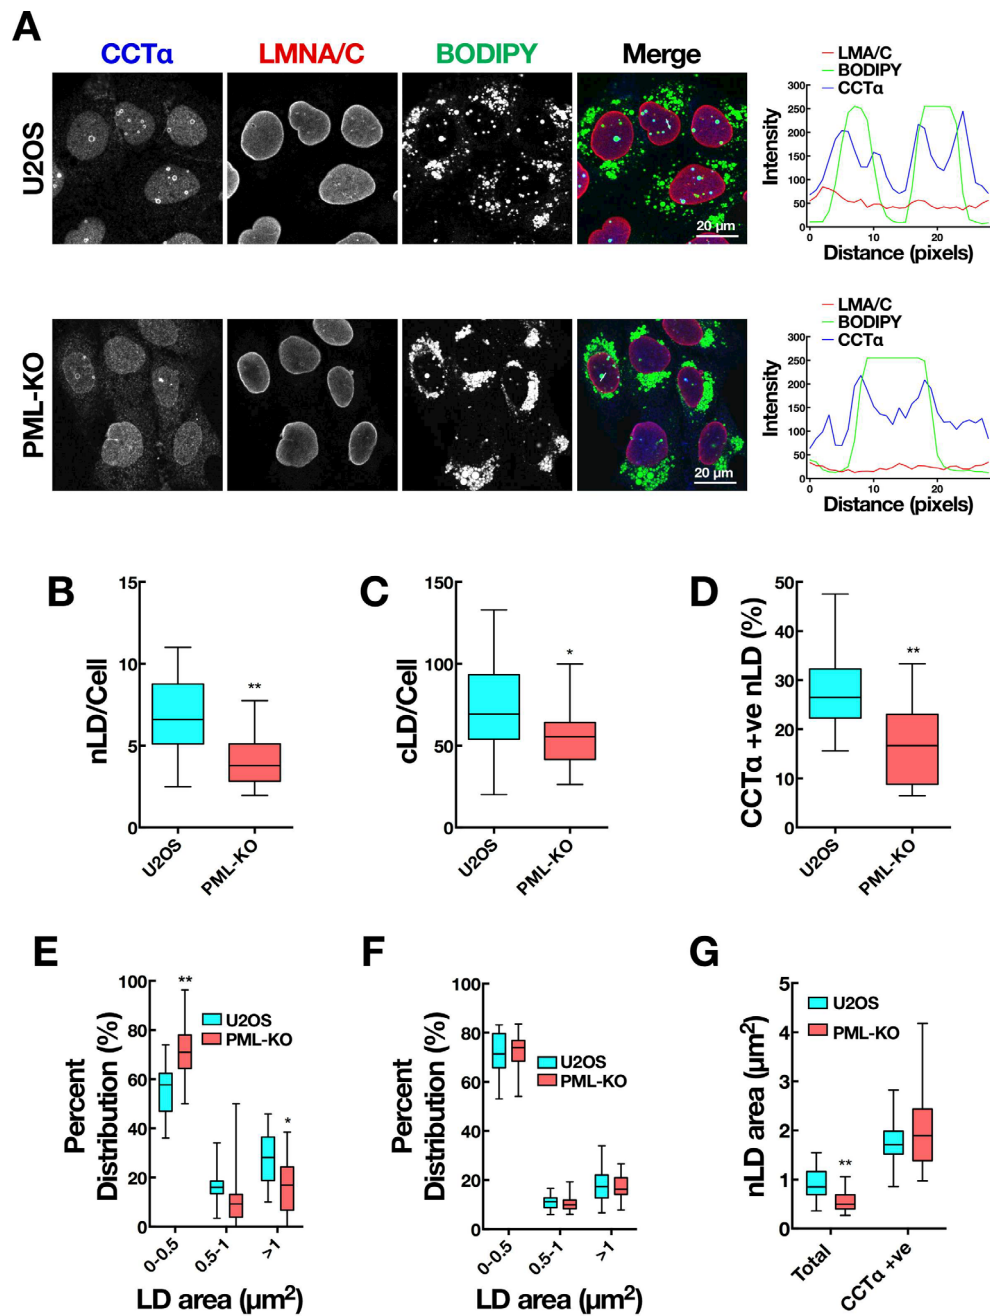 A
CCTα LMNA/C BODIPY Merge
U2OS
20 μm
LMA/C
BODIPY
CCTα
Intensity
300
250
200
150
100
50
0
0 10 20
Distance (pixels)
PML-KO
20 μm
LMA/C
BODIPY
CCTα
Intensity
300
250
200
150
100
50
0
0 10 20
Distance (pixels)
B
nLD/Cell
15
10
5
0
**
U2OS PML-KO
C
cLD/Cell
150
100
50
0
*
U2OS PML-KO
D
CCTα +ve nLD (%)
50
40
30
20
10
0
**
U2OS PML-KO
E
Percent
Distribution (%)
100
80
60
40
20
0
**
*
U2OS
PML-KO
0-0.5 0.5-1 >1
LD area (μm²)
F
Percent
Distribution (%)
100
80
60
40
20
0
U2OS
PML-KO
0-0.5 0.5-1 >1
LD area (μm²)
G
nLD area (μm²)
5
4
3
2
1
0
U2OS
PML-KO
**
Total CCTα +ve